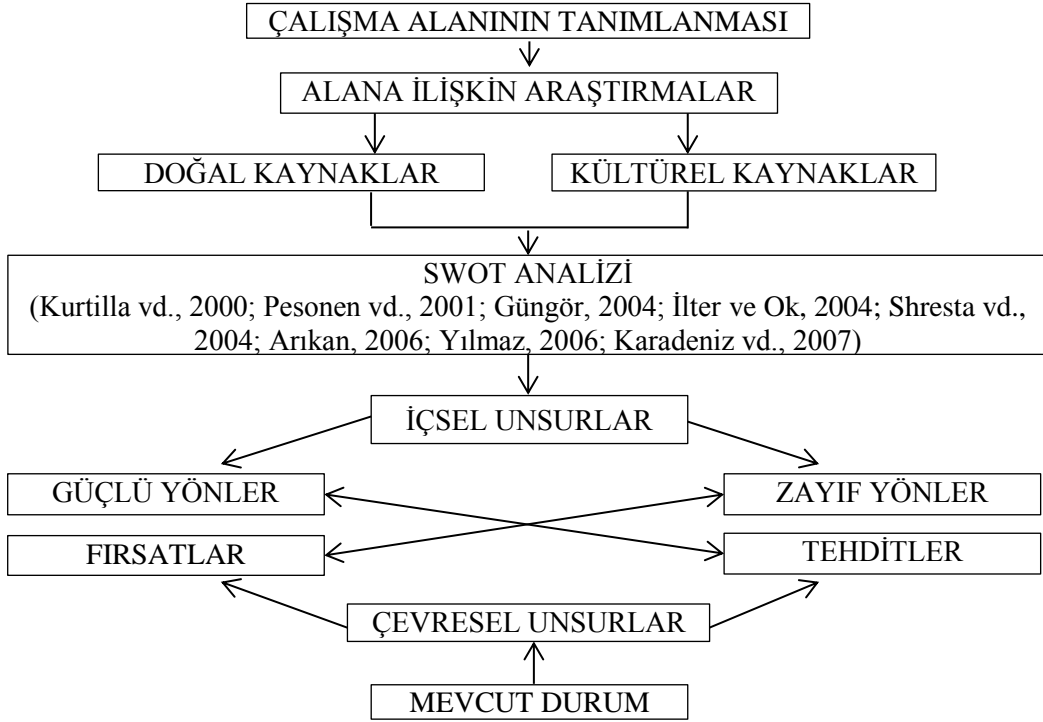 ÇALIŞMA ALANININ TANIMLANMASI
ALANA İLİŞKİN ARAŞTIRMALAR
DOĞAL KAYNAKLAR
KÜLTÜREL KAYNAKLAR
SWOT ANALİZİ
(Kurtilla vd., 2000; Pesonen vd., 2001; Güngör, 2004; İlter ve Ok, 2004; Shresta vd.,
2004; Arıkan, 2006; Yılmaz, 2006; Karadeniz vd., 2007)
İÇSEL UNSURLAR
GÜÇLÜ YÖNLER
ZAYIF YÖNLER
FIRSATLAR
TEHDİTLER
ÇEVRESEL UNSURLAR
MEVCUT DURUM